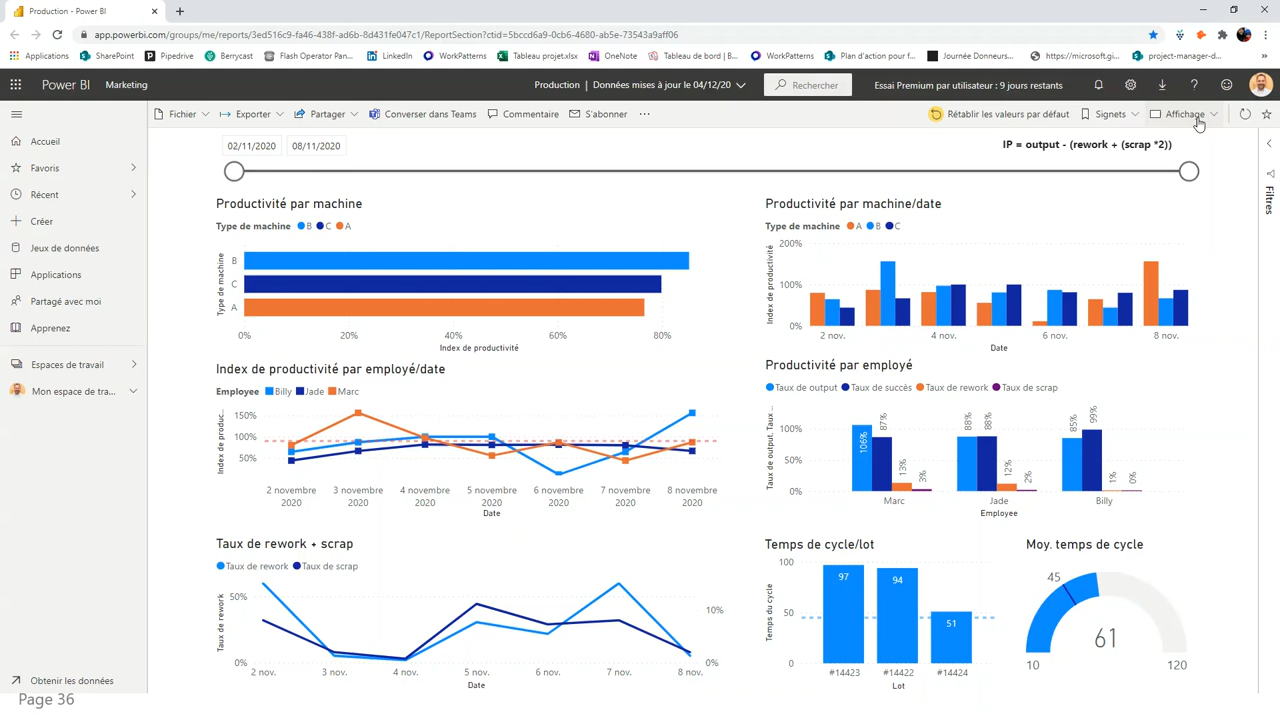 Production - Power BI
app.powerbi.com/groups/me/reports/3ed516c9-fa46-438f-ad6b-8d431fe047c1/ReportSection?ctid=5bccd6a9-0cb6-4680-ab5e-73543a9aff06
Applications SharePoint Pipedrive Berrycast Flash Operator Pan... LinkedIn WorkPatterns Tableau projet.xlsx OneNote Tableau de bord | B... WorkPatterns Plan d'action pour f... Journée Donneurs... https://microsoft.gi... project-manager-d...
Power BI Marketing Production | Données mises à jour le 04/12/20 Rechercher Essai Premium par utilisateur : 9 jours restants
Fichier Exporter Partager Converser dans Teams Commentaire S'abonner ... Rétablir les valeurs par défaut Signets Affichage
Accueil
Favoris
Récent
Créer
Jeux de données
Applications
Partagé avec moi
Apprenez
Espaces de travail
Mon espace de tra...
Obtenir les données
Page 36
Filtres
02/11/2020 08/11/2020
IP = output - (rework + (scrap *2))
Productivité par machine
Type de machine B C A
Type de machine
B
C
A
0% 20% 40% 60% 80%
Index de productivité
Productivité par machine/date
Type de machine A B C
Index de productivité
200%
100%
0%
2 nov. 4 nov. 6 nov. 8 nov.
Date
Index de productivité par employé/date
Employee Billy Jade Marc
Index de produc...
150%
100%
50%
2 novembre 3 novembre 4 novembre 5 novembre 6 novembre 7 novembre 8 novembre
2020 2020 2020 2020 2020 2020 2020
Date
Productivité par employé
Taux de output Taux de succès Taux de rework Taux de scrap
Taux de output, Taux ...
100%
50%
0%
106% 87% 13% 3% 88% 88% 12% 2% 85% 99% 1% 0%
Marc Jade Billy
Employee
Taux de rework + scrap
Taux de rework Taux de scrap
Taux de rework
50%
0%
10%
0%
2 nov. 3 nov. 4 nov. 5 nov. 6 nov. 7 nov. 8 nov.
Date
Temps de cycle/lot
Temps du cycle
100
50
0
97 94 51
#14423 #14422 #14424
Lot
Moy. temps de cycle
45
61
10 120